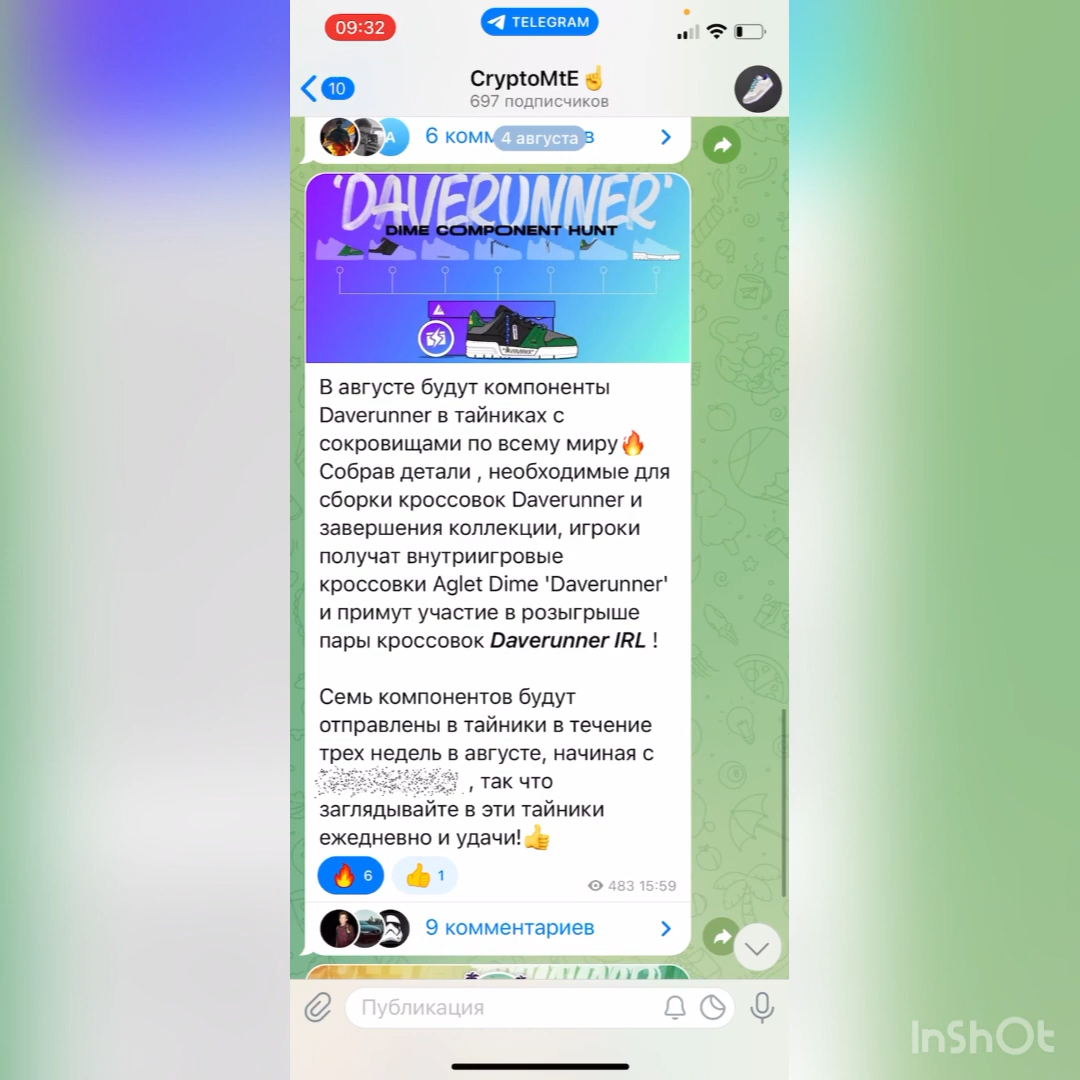 09:32
TELEGRAM
10
CryptoMtE☝️
697 подписчиков
4 августа
'DAVERUNNER'
DIME COMPONENT HUNT
В августе будут компоненты
Daverunner в тайниках с
сокровищами по всему миру🔥
Собрав детали , необходимые для
сборки кроссовок Daverunner и
завершения коллекции, игроки
получат внутриигровые
кроссовки Aglet Dime 'Daverunner'
и примут участие в розыгрыше
пары кроссовок Daverunner IRL !
Семь компонентов будут
отправлены в тайники в течение
трех недель в августе, начиная с
, так что
заглядывайте в эти тайники
ежедневно и удачи!👍
🔥 6 👍 1
483 15:59
9 комментариев
Публикация
InShOt